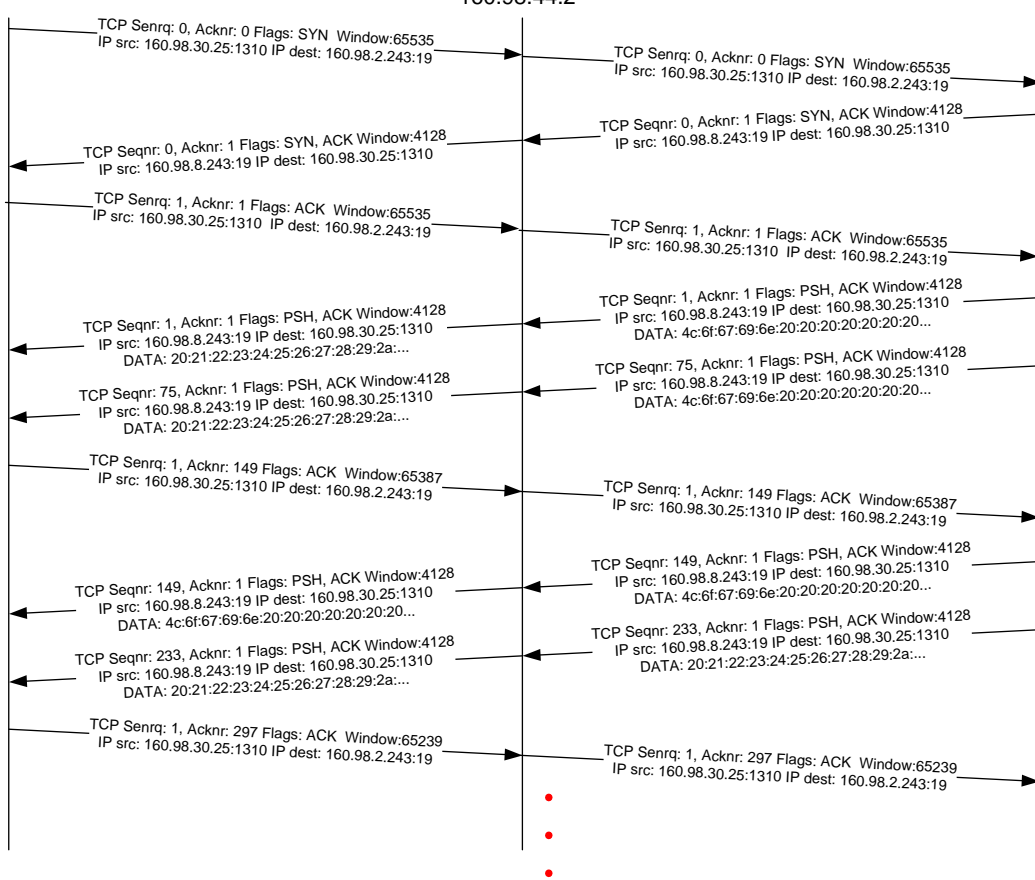 TCP Senrq: 0, Acknr: 0 Flags: SYN Window:65535
IP src: 160.98.30.25:1310 IP dest: 160.98.2.243:19
TCP Senrq: 0, Acknr: 0 Flags: SYN Window:65535
IP src: 160.98.30.25:1310 IP dest: 160.98.2.243:19
TCP Seqnr: 0, Acknr: 1 Flags: SYN, ACK Window:4128
IP src: 160.98.8.243:19 IP dest: 160.98.30.25:1310
TCP Seqnr: 0, Acknr: 1 Flags: SYN, ACK Window:4128
IP src: 160.98.8.243:19 IP dest: 160.98.30.25:1310
TCP Senrq: 1, Acknr: 1 Flags: ACK Window:65535
IP src: 160.98.30.25:1310 IP dest: 160.98.2.243:19
TCP Senrq: 1, Acknr: 1 Flags: ACK Window:65535
IP src: 160.98.30.25:1310 IP dest: 160.98.2.243:19
TCP Seqnr: 1, Acknr: 1 Flags: PSH, ACK Window:4128
IP src: 160.98.8.243:19 IP dest: 160.98.30.25:1310
DATA: 4c:6f:67:69:6e:20:20:20:20:20:20...
TCP Seqnr: 1, Acknr: 1 Flags: PSH, ACK Window:4128
IP src: 160.98.8.243:19 IP dest: 160.98.30.25:1310
DATA: 20:21:22:23:24:25:26:27:28:29:2a:...
TCP Seqnr: 75, Acknr: 1 Flags: PSH, ACK Window:4128
IP src: 160.98.8.243:19 IP dest: 160.98.30.25:1310
DATA: 4c:6f:67:69:6e:20:20:20:20:20:20...
TCP Seqnr: 75, Acknr: 1 Flags: PSH, ACK Window:4128
IP src: 160.98.8.243:19 IP dest: 160.98.30.25:1310
DATA: 20:21:22:23:24:25:26:27:28:29:2a:...
TCP Senrq: 1, Acknr: 149 Flags: ACK Window:65387
IP src: 160.98.30.25:1310 IP dest: 160.98.2.243:19
TCP Senrq: 1, Acknr: 149 Flags: ACK Window:65387
IP src: 160.98.30.25:1310 IP dest: 160.98.2.243:19
TCP Seqnr: 149, Acknr: 1 Flags: PSH, ACK Window:4128
IP src: 160.98.8.243:19 IP dest: 160.98.30.25:1310
DATA: 4c:6f:67:69:6e:20:20:20:20:20:20...
TCP Seqnr: 149, Acknr: 1 Flags: PSH, ACK Window:4128
IP src: 160.98.8.243:19 IP dest: 160.98.30.25:1310
DATA: 4c:6f:67:69:6e:20:20:20:20:20:20...
TCP Seqnr: 233, Acknr: 1 Flags: PSH, ACK Window:4128
IP src: 160.98.8.243:19 IP dest: 160.98.30.25:1310
DATA: 20:21:22:23:24:25:26:27:28:29:2a:...
TCP Seqnr: 233, Acknr: 1 Flags: PSH, ACK Window:4128
IP src: 160.98.8.243:19 IP dest: 160.98.30.25:1310
DATA: 20:21:22:23:24:25:26:27:28:29:2a:...
TCP Senrq: 1, Acknr: 297 Flags: ACK Window:65239
IP src: 160.98.30.25:1310 IP dest: 160.98.2.243:19
TCP Senrq: 1, Acknr: 297 Flags: ACK Window:65239
IP src: 160.98.30.25:1310 IP dest: 160.98.2.243:19